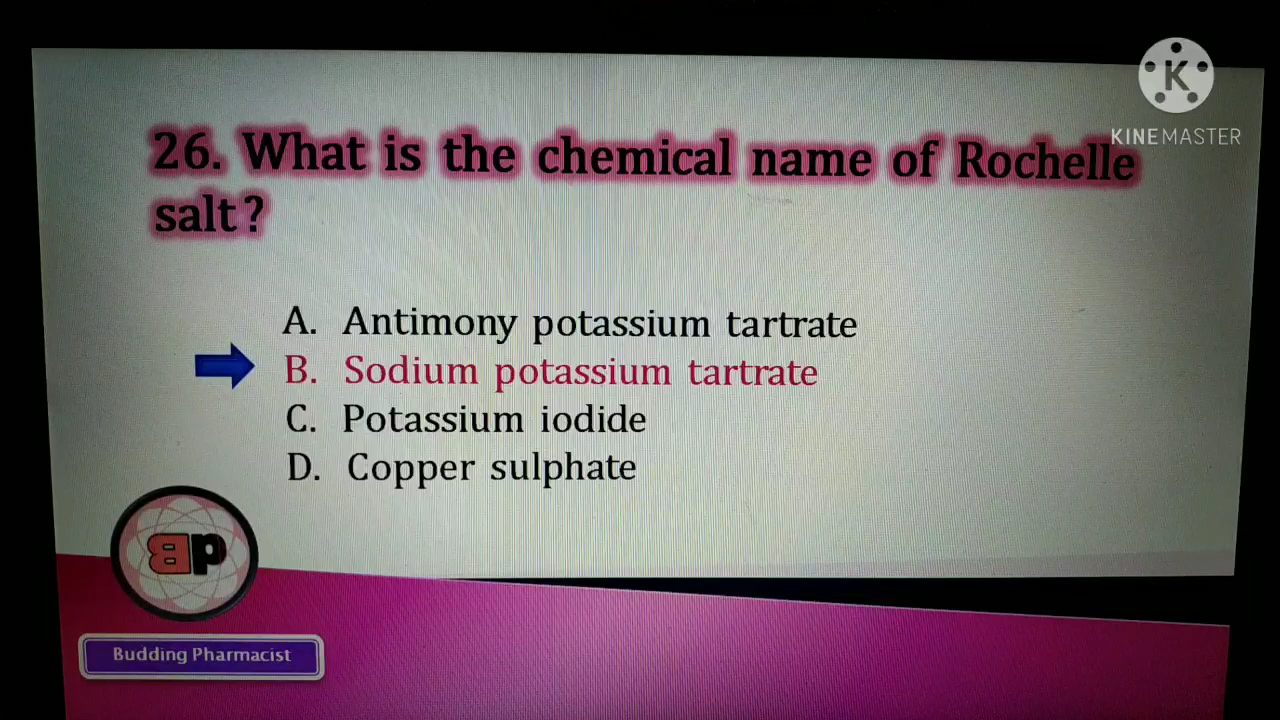 KINEMASTER
26. What is the chemical name of Rochelle
salt?
A. Antimony potassium tartrate
B. Sodium potassium tartrate
C. Potassium iodide
D. Copper sulphate
BP
Budding Pharmacist